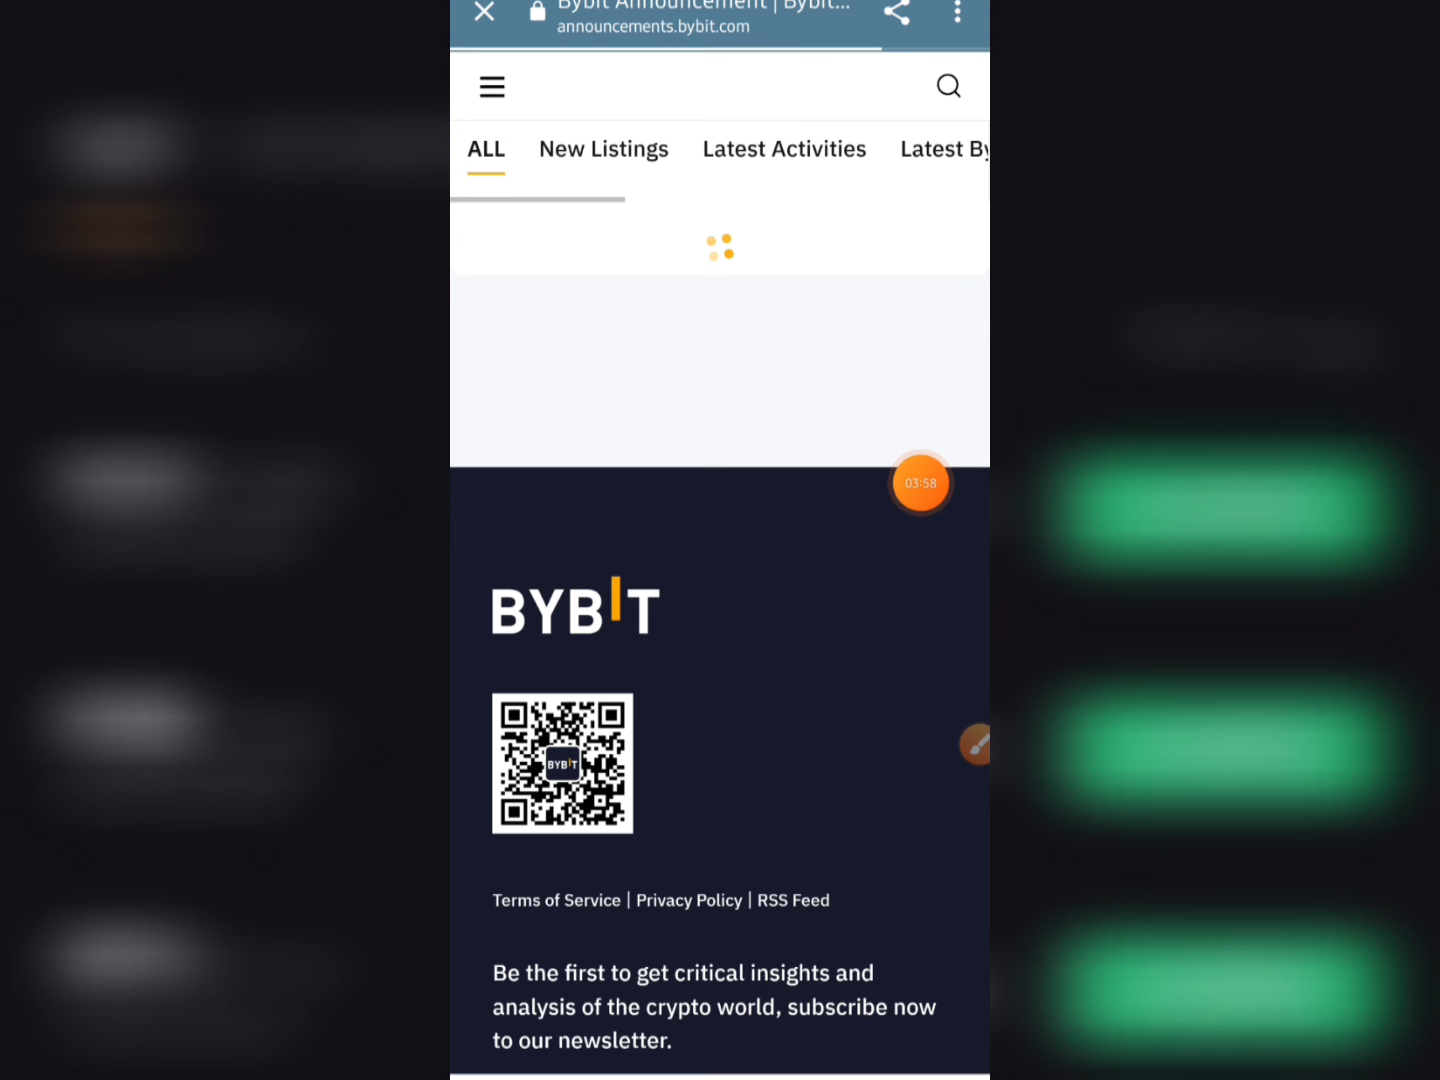 Bybit Announcement | Bybit...
announcements.bybit.com
ALL New Listings Latest Activities Latest By
03:58
BYBIT
BYBIT
Terms of Service | Privacy Policy | RSS Feed
Be the first to get critical insights and
analysis of the crypto world, subscribe now
to our newsletter.